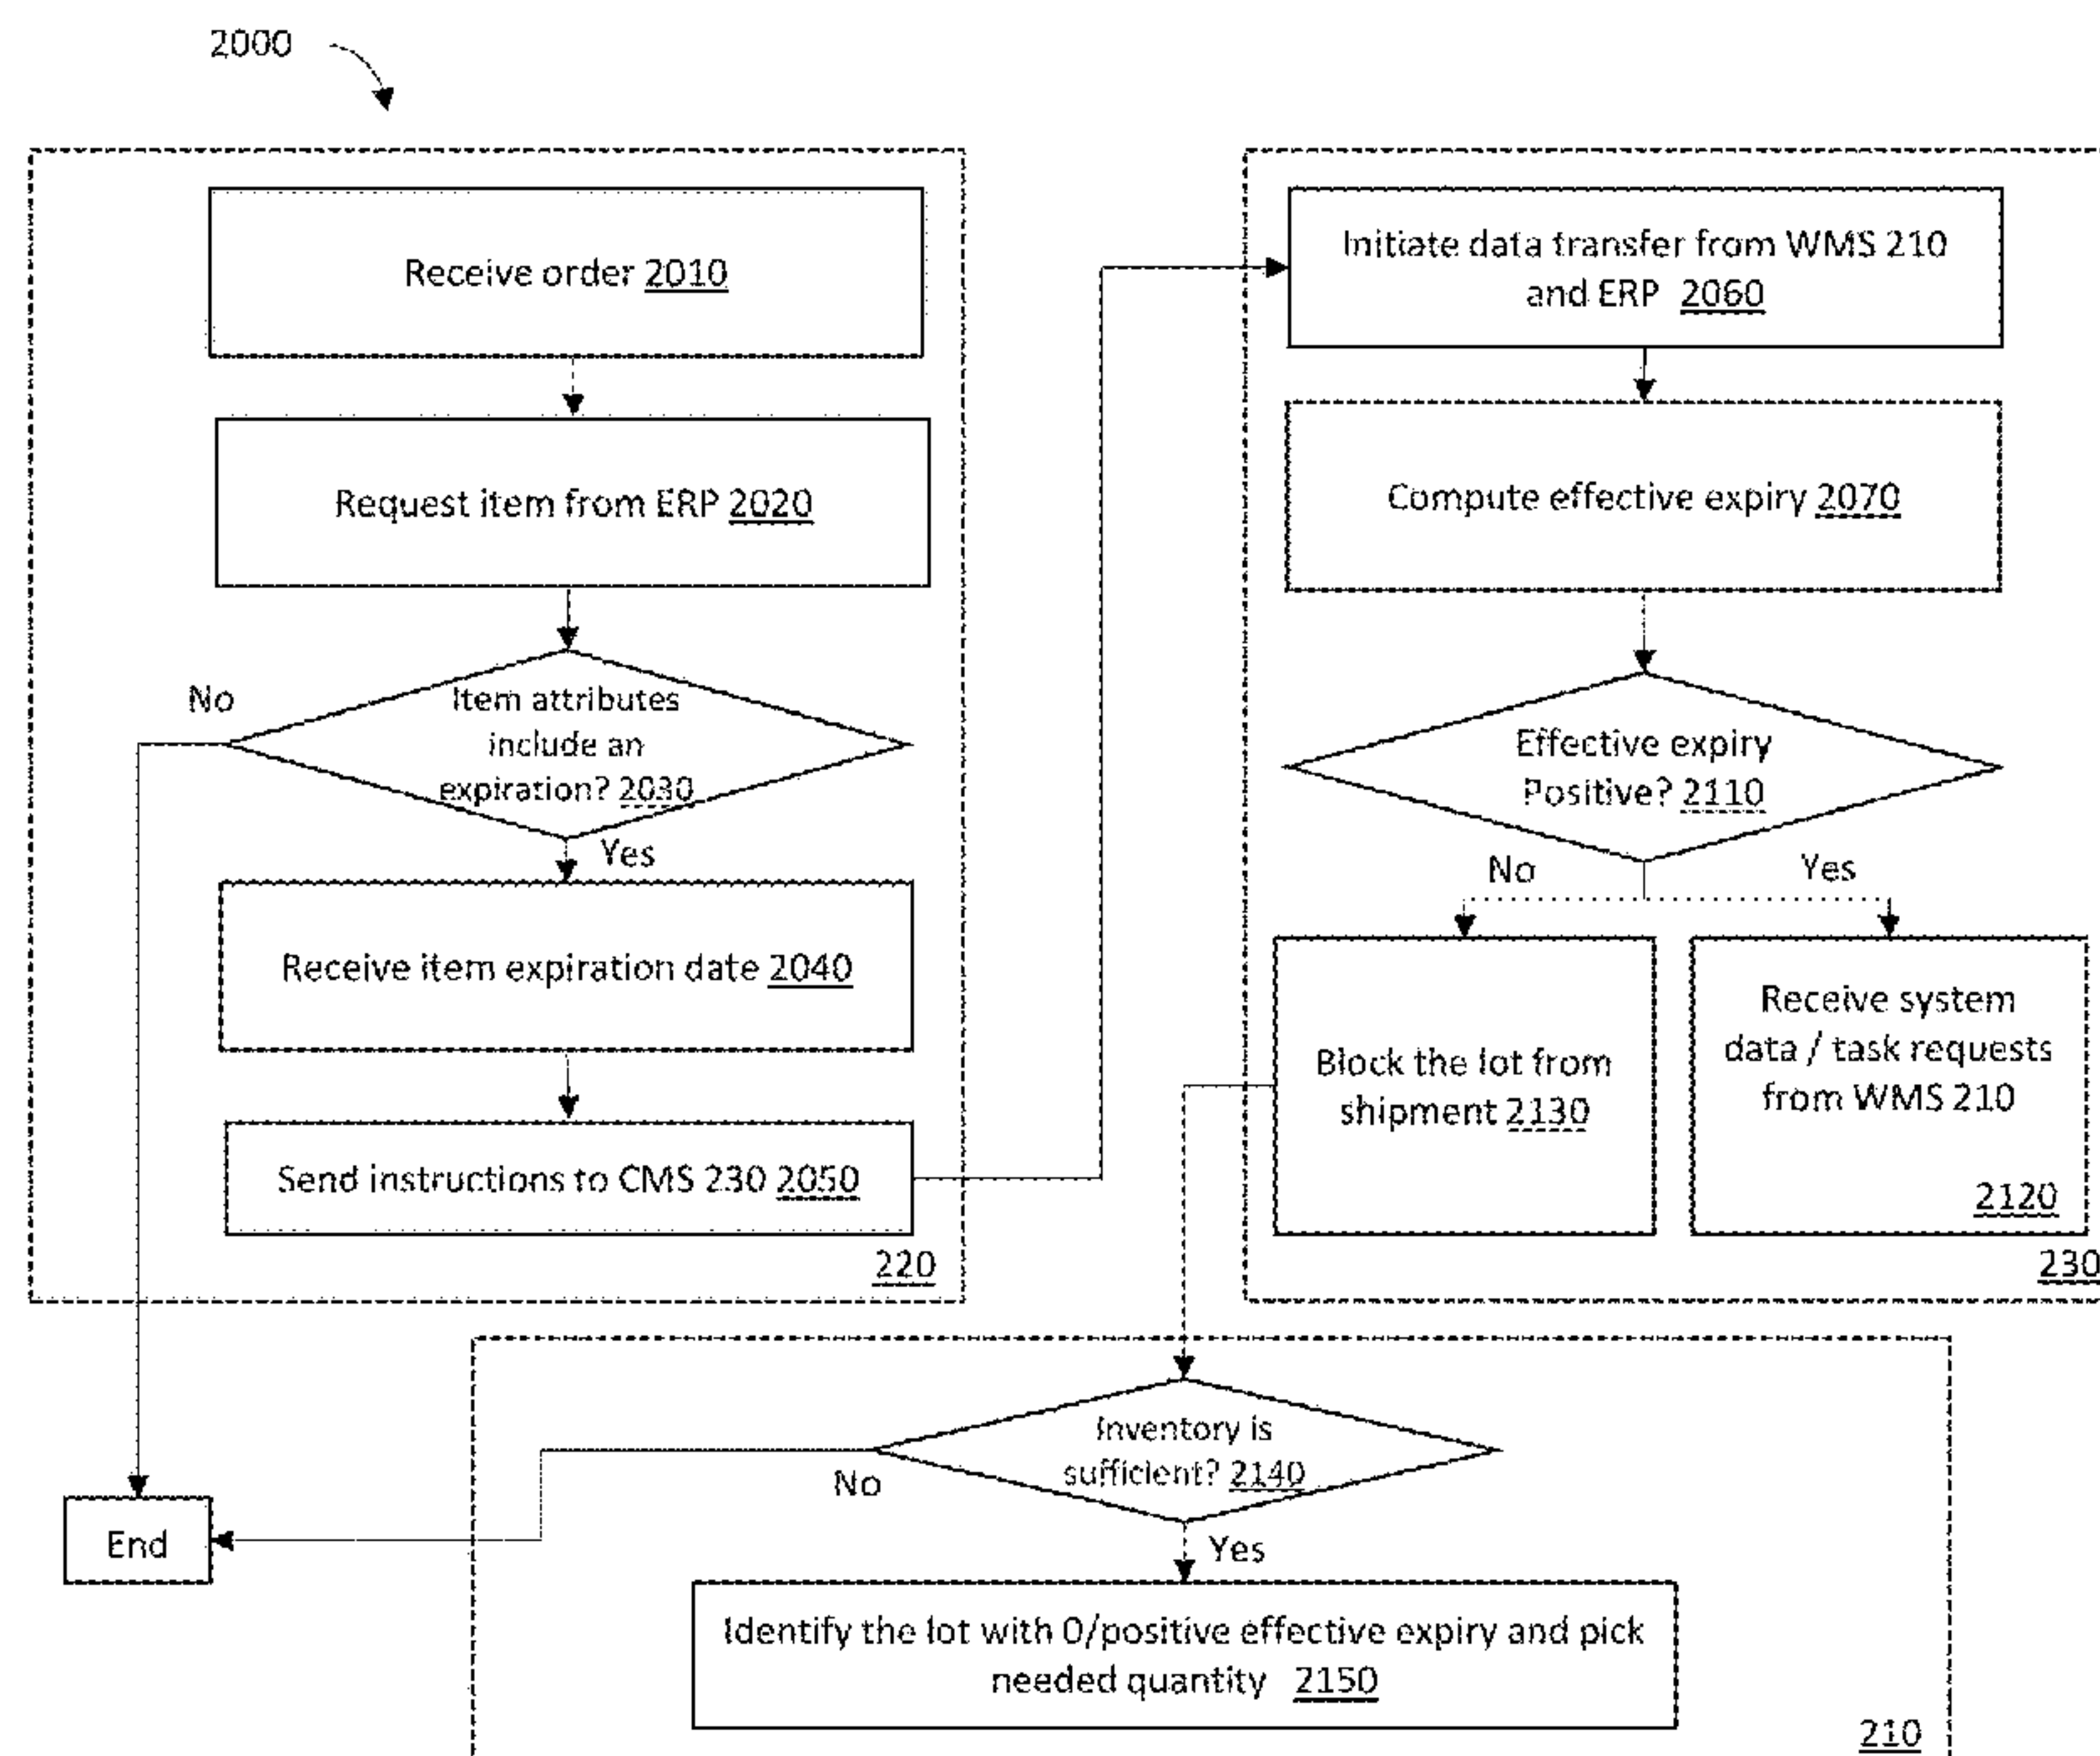 2000
Receive order 2010
Request item from ERP 2020
No
Item attributes
include an
expiration? 2030
Yes
Receive item expiration date 2040
Send instructions to CMS 230 2050
220
Initiate data transfer from WMS 210
and ERP 2060
Compute effective expiry 2070
Effective expiry
Positive? 2110
No
Yes
Block the lot from
shipment 2130
Receive system
data / task requests
from WMS 210
2120
230
Inventory is
sufficient? 2140
No
Yes
End
Identify the lot with 0/positive effective expiry and pick
needed quantity 2150
210